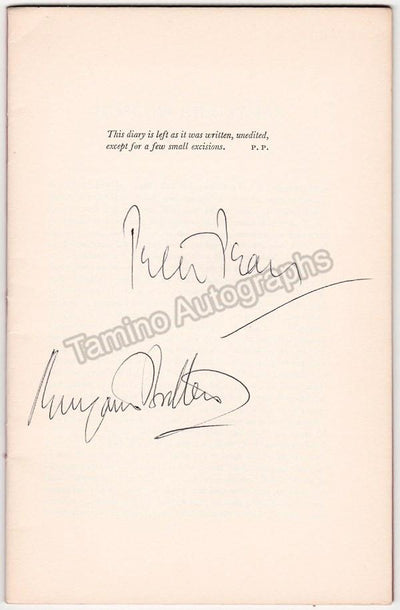 This diary is left as it was written, unedited,
except for a few small excisions. P. P.
Peter Pears
Tamino Autographs
Benjamin Britten